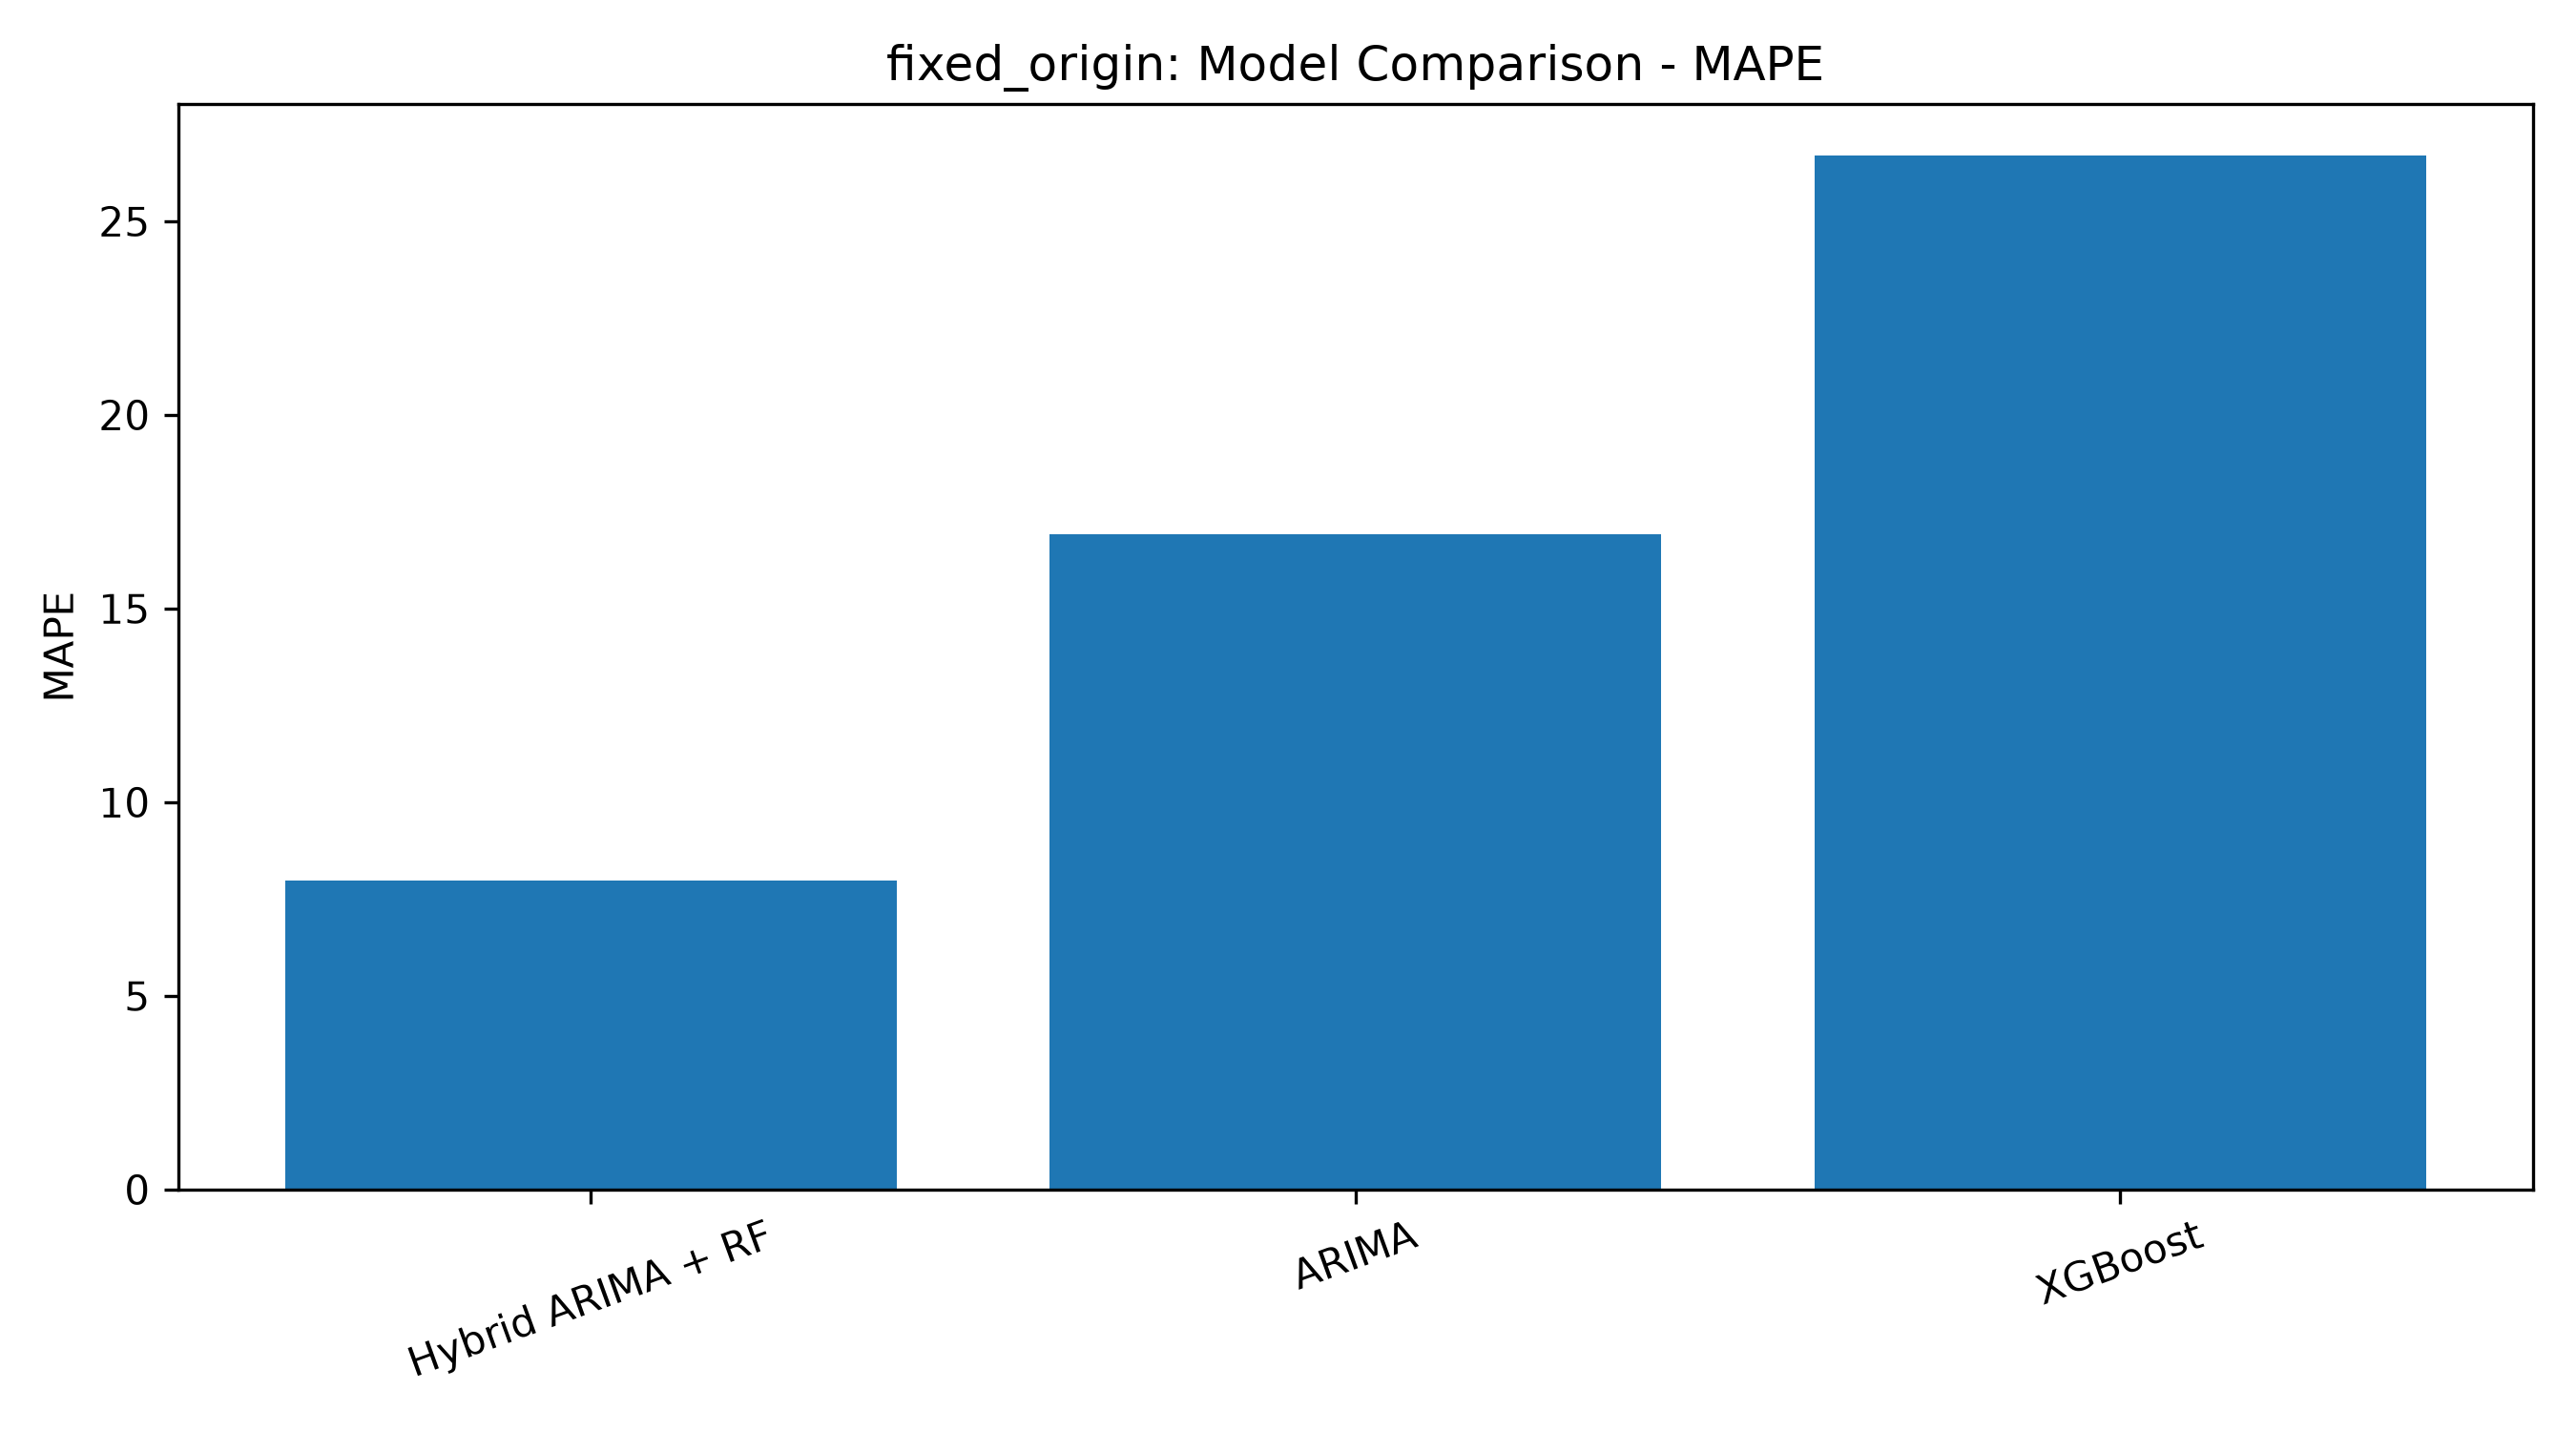 fixed_origin: Model Comparison - MAPE
MAPE
25
20
15
10
5
0
Hybrid ARIMA + RF
ARIMA
XGBoost